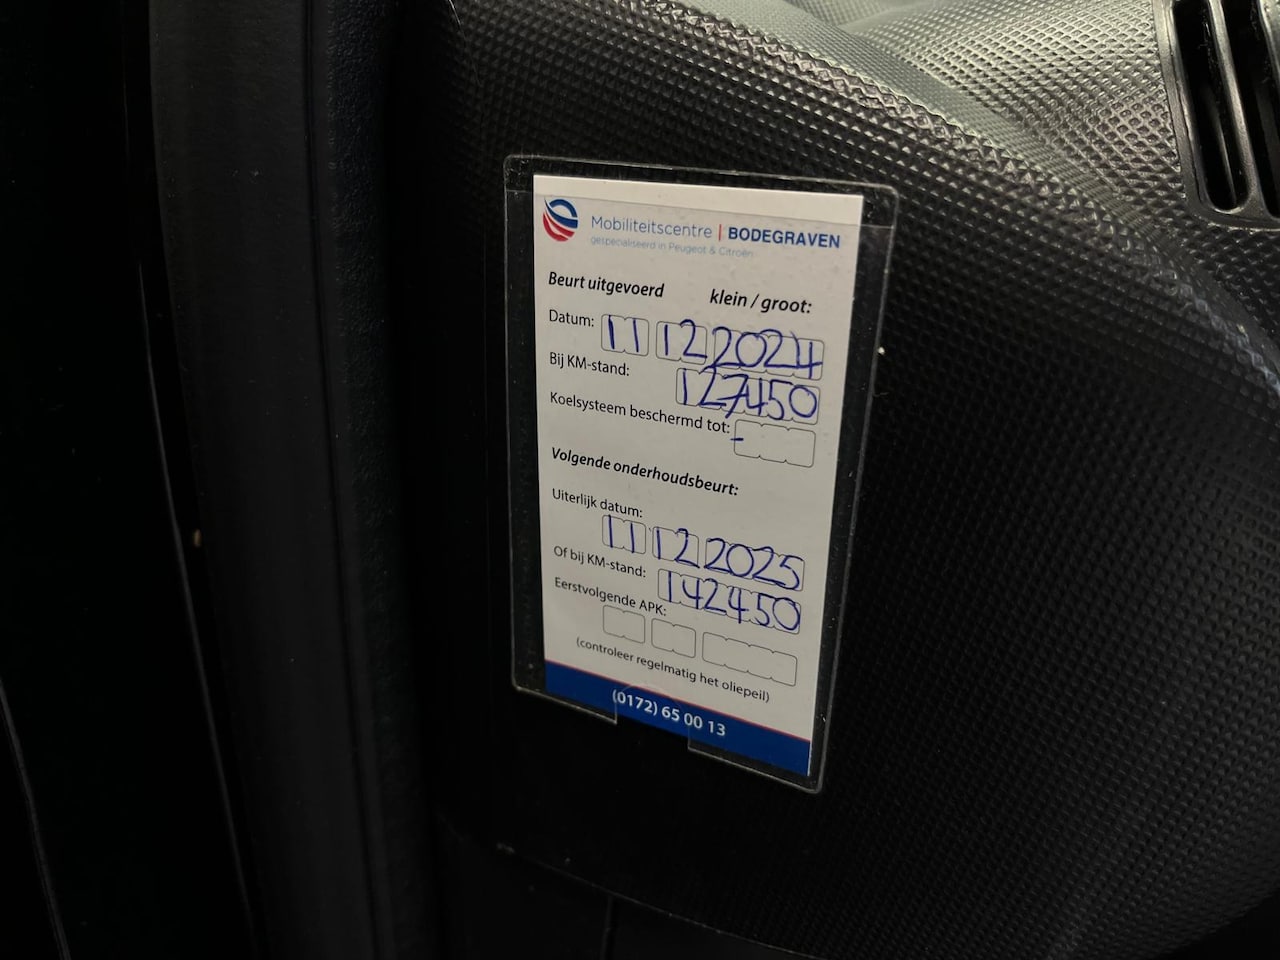 Mobiliteitscentre | BODEGRAVEN
gespecialiseerd in Peugeot & Citroën
Beurt uitgevoerd klein / groot:
Datum: 11 12 2024
Bij KM-stand: 127450
Koelsysteem beschermd tot: -
Volgende onderhoudsbeurt:
Uiterlijk datum:
11 12 2025
Of bij KM-stand: 142450
Eerstvolgende APK:
(controleer regelmatig het oliepeil)
(0172) 65 00 13